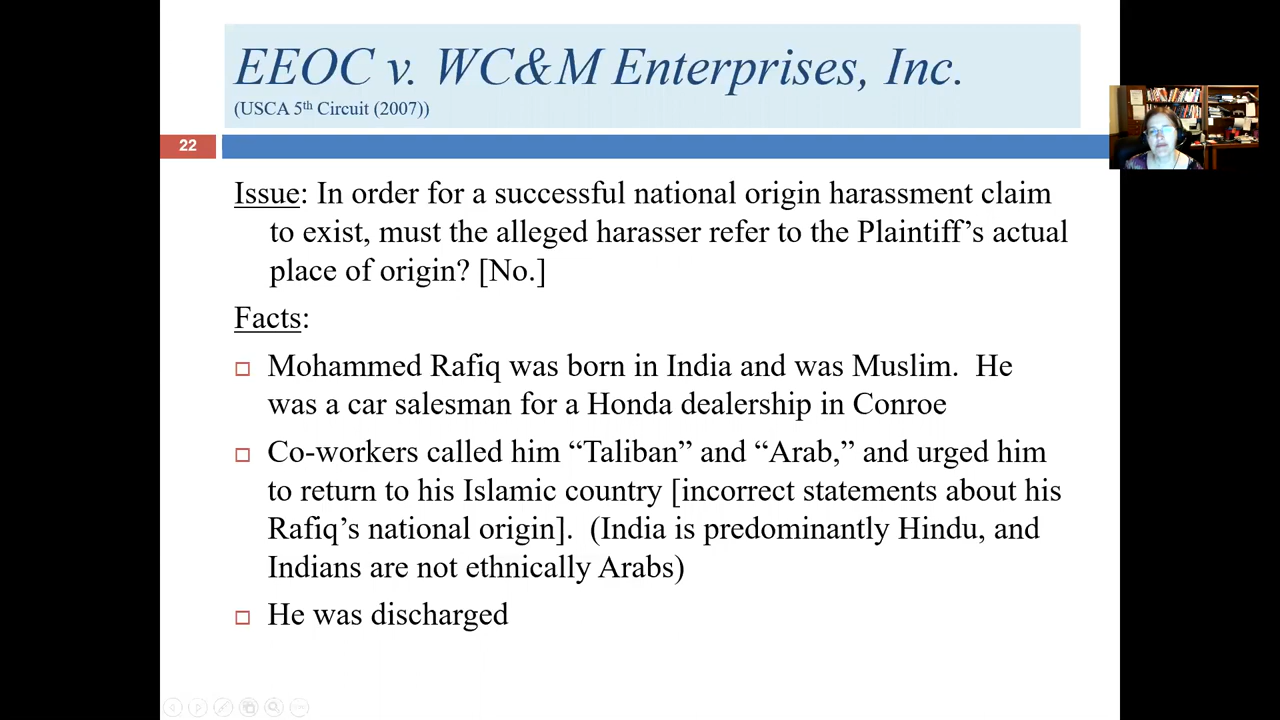 EEOC v. WC&M Enterprises, Inc.
(USCA 5th Circuit (2007))
22
Issue: In order for a successful national origin harassment claim
to exist, must the alleged harasser refer to the Plaintiff’s actual
place of origin? [No.]
Facts:
Mohammed Rafiq was born in India and was Muslim. He
was a car salesman for a Honda dealership in Conroe
Co-workers called him “Taliban” and “Arab,” and urged him
to return to his Islamic country [incorrect statements about his
Rafiq’s national origin]. (India is predominantly Hindu, and
Indians are not ethnically Arabs)
He was discharged